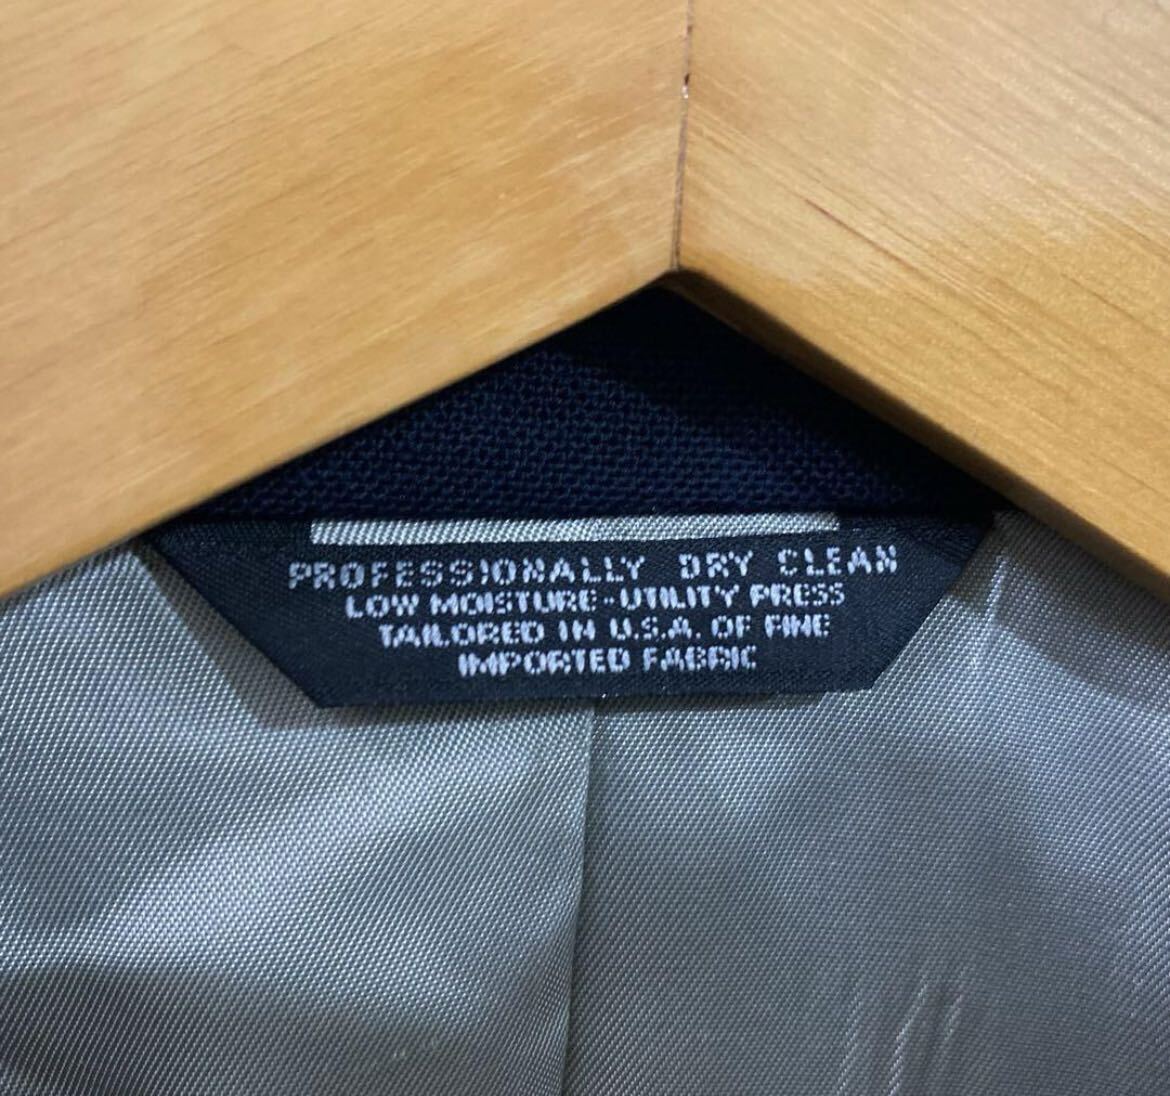 PROFESSIONALLY DRY CLEAN
LOW MOISTURE-UTILITY PRESS
TAILORED IN U.S.A. OF FINE
IMPORTED FABRIC